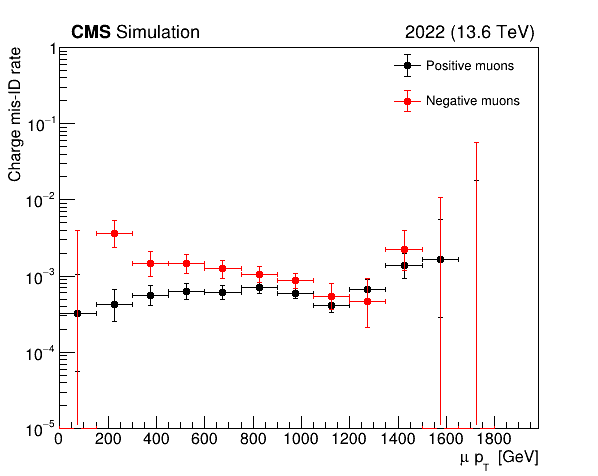 CMS Simulation 2022 (13.6 TeV)
Charge mis-ID rate
Positive muons
Negative muons
1
10⁻¹
10⁻²
10⁻³
10⁻⁴
10⁻⁵
0 200 400 600 800 1000 1200 1400 1600 1800
μ p_T [GeV]